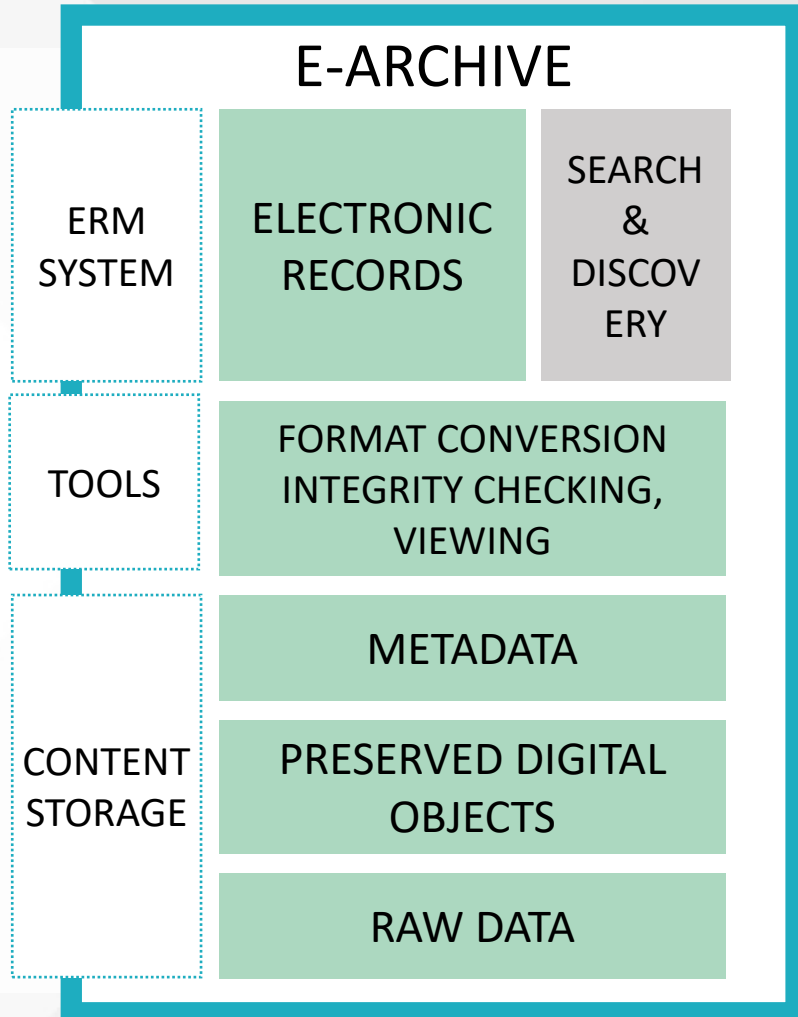 E-ARCHIVE
ERM
SYSTEM
ELECTRONIC
RECORDS
SEARCH
&
DISCOV
ERY
TOOLS
FORMAT CONVERSION
INTEGRITY CHECKING,
VIEWING
CONTENT
STORAGE
METADATA
PRESERVED DIGITAL
OBJECTS
RAW DATA